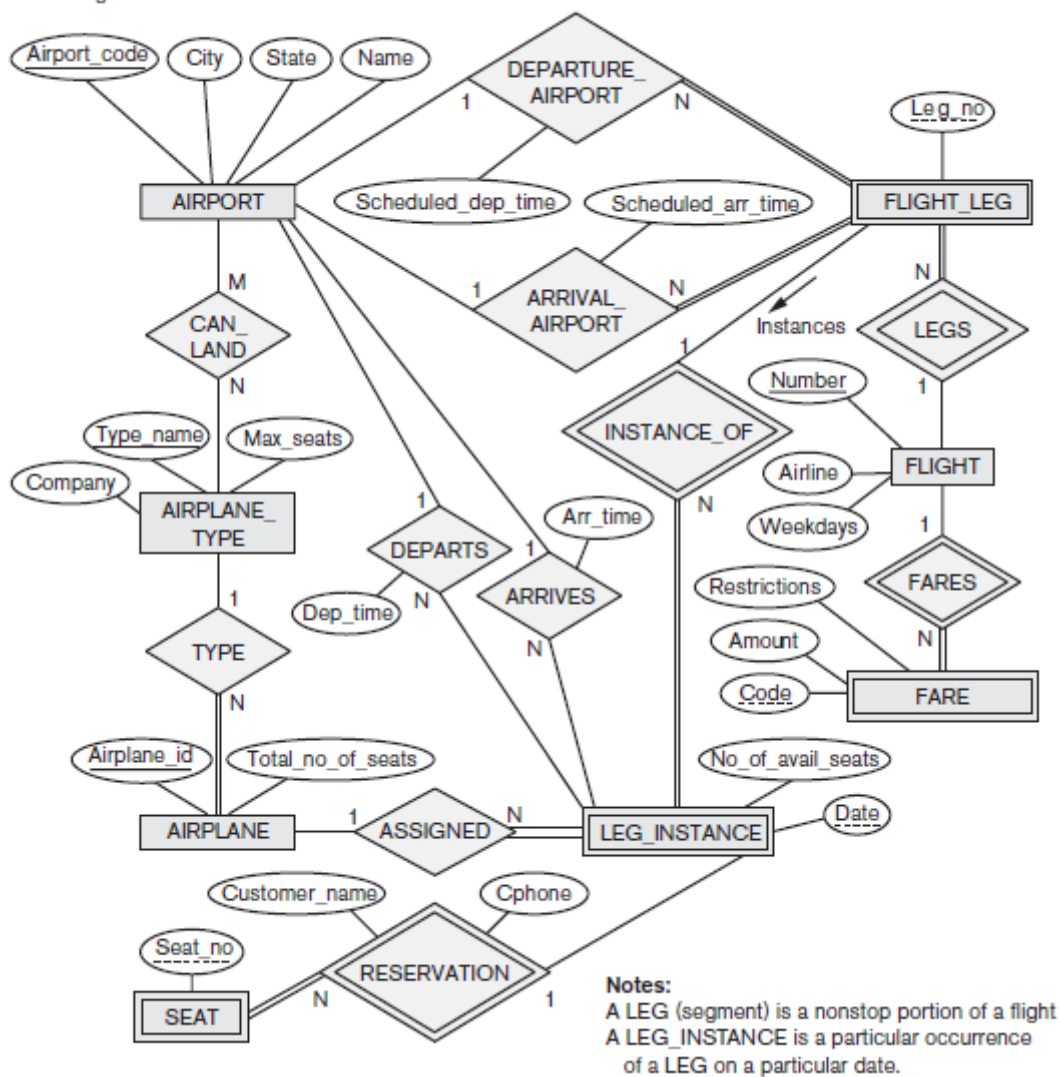 Airport_code
City
State
Name
DEPARTURE_
AIRPORT
1
N
Leg_no
Scheduled_dep_time
Scheduled_arr_time
AIRPORT
FLIGHT_LEG
M
1
ARRIVAL_
AIRPORT
N
N
CAN_
LAND
Instances
LEGS
1
N
Number
1
Type_name
Max_seats
INSTANCE_OF
Company
Airline
FLIGHT
AIRPLANE_
TYPE
1
Arr_time
N
Weekdays
1
DEPARTS
1
FARES
Restrictions
1
Dep_time
N
ARRIVES
TYPE
N
Amount
N
N
Code
FARE
Airplane_id
Total_no_of_seats
No_of_avail_seats
1
N
Date
AIRPLANE
ASSIGNED
LEG_INSTANCE
Customer_name
Cphone
Seat_no
RESERVATION
N
1
SEAT
Notes:
A LEG (segment) is a nonstop portion of a flight
A LEG_INSTANCE is a particular occurrence
of a LEG on a particular date.